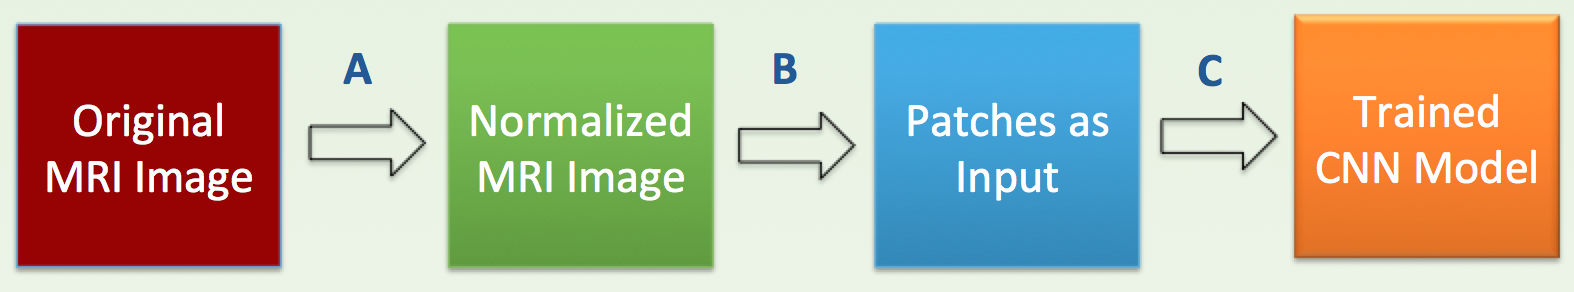 Original
MRI Image
A
Normalized
MRI Image
B
Patches as
Input
C
Trained
CNN Model